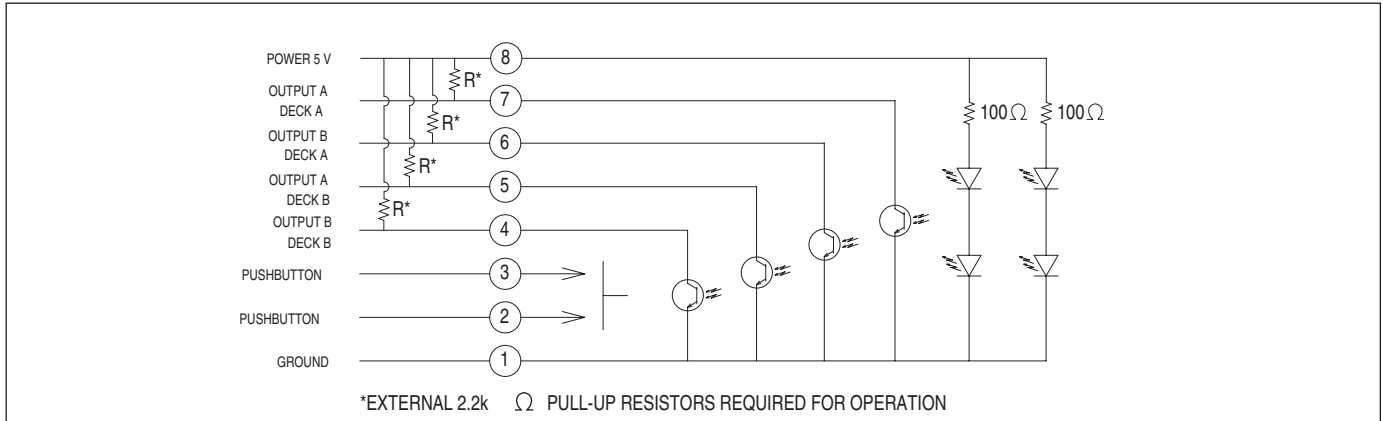 POWER 5 V
8
R*
OUTPUT A
DECK A
7
100Ω
100Ω
R*
OUTPUT B
DECK A
6
R*
OUTPUT A
DECK B
5
R*
OUTPUT B
DECK B
4
PUSHBUTTON
3
PUSHBUTTON
2
GROUND
1
*EXTERNAL 2.2k Ω PULL-UP RESISTORS REQUIRED FOR OPERATION